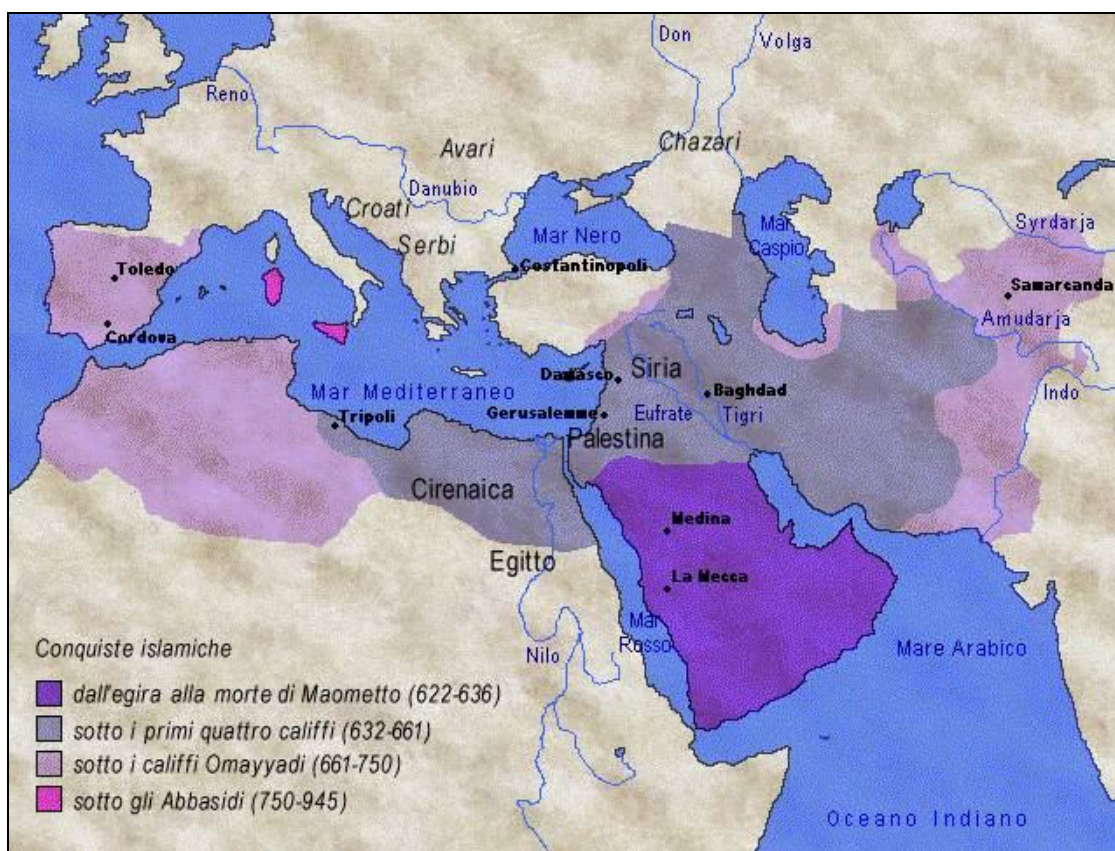 Don
Volga
Reno
Avari
Chazari
Danubio
Croati
Serbi
Mar Nero
Mar
Caspio
Syrdarja
Costantinopoli
Toledo
Samarcanda
Cordova
Amudarja
Mar Mediterraneo
Damasco
Siria
Baghdad
Indo
Tripoli
Gerusalemme
Eufrate
Tigri
Palestina
Cirenaica
Medina
Egitto
La Mecca
Mar
Rosso
Nilo
Mare Arabico
Conquiste islamiche
dall'egira alla morte di Maometto (622-636)
sotto i primi quattro califfi (632-661)
sotto i califfi Omayyadi (661-750)
sotto gli Abbasidi (750-945)
Oceano Indiano